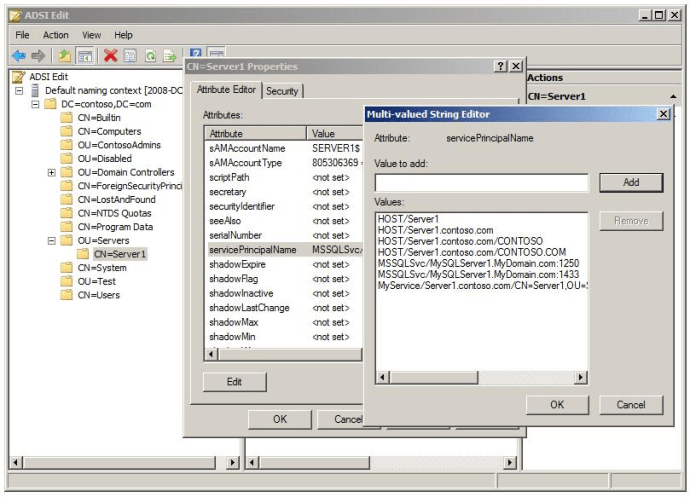 ADSI Edit
File Action View Help
ADSI Edit
Default naming context [2008-DC
DC=contoso,DC=com
CN=Builtin
CN=Computers
OU=ContosoAdmins
OU=Disabled
OU=Domain Controllers
CN=ForeignSecurityPrinci
CN=LostAndFound
CN=NTDS Quotas
CN=Program Data
OU=Servers
CN=Server1
CN=System
OU=Test
CN=Users
CN=Server1 Properties
Attribute Editor Security
Attributes:
Attribute Value
sAMAccountName SERVER1$
sAMAccountType 805306369 =
scriptPath <not set>
secretary <not set>
securityIdentifier <not set>
seeAlso <not set>
serialNumber <not set>
servicePrincipalName MSSQLSvc/
shadowExpire <not set>
shadowFlag <not set>
shadowInactive <not set>
shadowLastChange <not set>
shadowMax <not set>
shadowMin <not set>
Edit
OK Cancel
Actions
CN=Server1
Multi-valued String Editor
Attribute: servicePrincipalName
Value to add:
Add
Values:
Remove
HOST/Server1
HOST/Server1.contoso.com
HOST/Server1.contoso.com/CONTOSO
HOST/Server1.contoso.com/CONTOSO.COM
MSSQLSvc/MySQLServer1.MyDomain.com:1250
MSSQLSvc/MySQLServer1.MyDomain.com:1433
MyService/Server1.contoso.com/CN=Server1,OU=S
OK Cancel